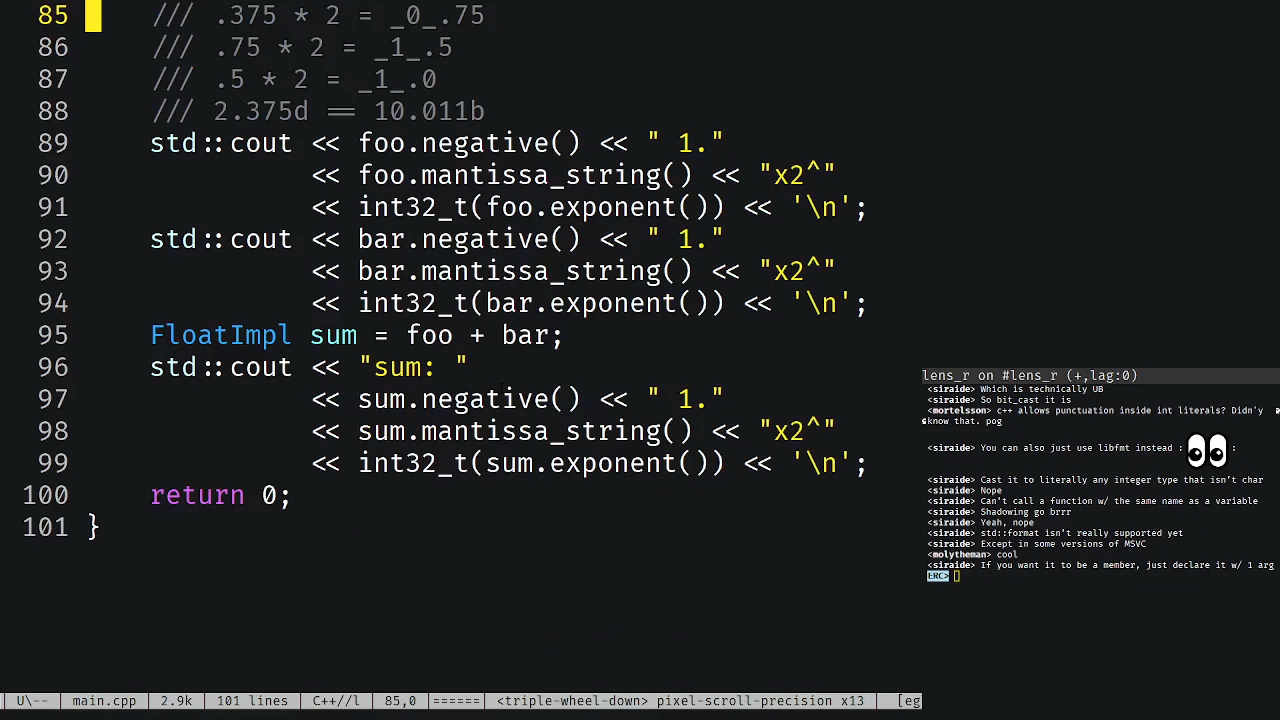 85 /// .375 * 2 = _0_.75
86 /// .75 * 2 = _1_.5
87 /// .5 * 2 = _1_.0
88 /// 2.375d == 10.011b
89 std::cout << foo.negative() << " 1."
90 << foo.mantissa_string() << "x2^"
91 << int32_t(foo.exponent()) << '\n';
92 std::cout << bar.negative() << " 1."
93 << bar.mantissa_string() << "x2^"
94 << int32_t(bar.exponent()) << '\n';
95 FloatImpl sum = foo + bar;
96 std::cout << "sum: "
97 << sum.negative() << " 1."
98 << sum.mantissa_string() << "x2^"
99 << int32_t(sum.exponent()) << '\n';
100 return 0;
101 }
lens_r on #lens_r (+,lag:0)
<siraide> Which is technically UB
<siraide> So bit_cast it is
<mortelsson> c++ allows punctuation inside int literals? Didn'y
know that. pog
<siraide> You can also just use libfmt instead : :
<siraide> Cast it to literally any integer type that isn't char
<siraide> Nope
<siraide> Can't call a function w/ the same name as a variable
<siraide> Shadowing go brrr
<siraide> Yeah, nope
<siraide> std::format isn't really supported yet
<siraide> Except in some versions of MSVC
<molytheman> cool
<siraide> If you want it to be a member, just declare it w/ 1 arg
ERC>
U\-- main.cpp 2.9k 101 lines C++//l 85,0 ====== <triple-wheel-down> pixel-scroll-precision x13 [eg